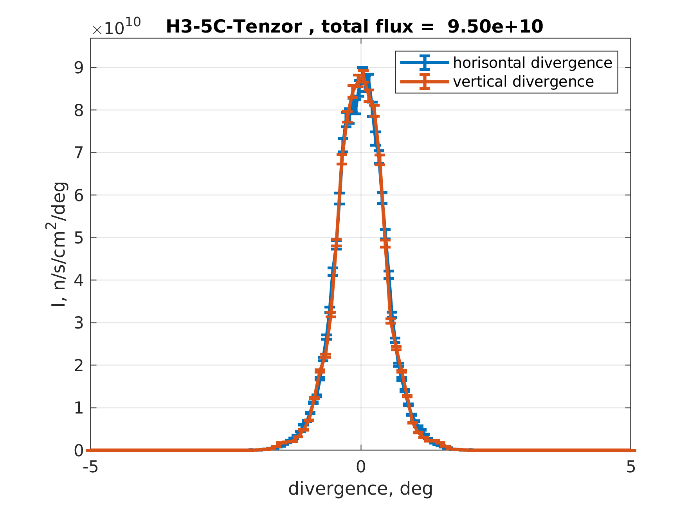 ×10^10
H3-5C-Tenzor , total flux =  9.50e+10
horisontal divergence
vertical divergence
I, n/s/cm^2/deg
9
8
7
6
5
4
3
2
1
0
-5 0 5
divergence, deg